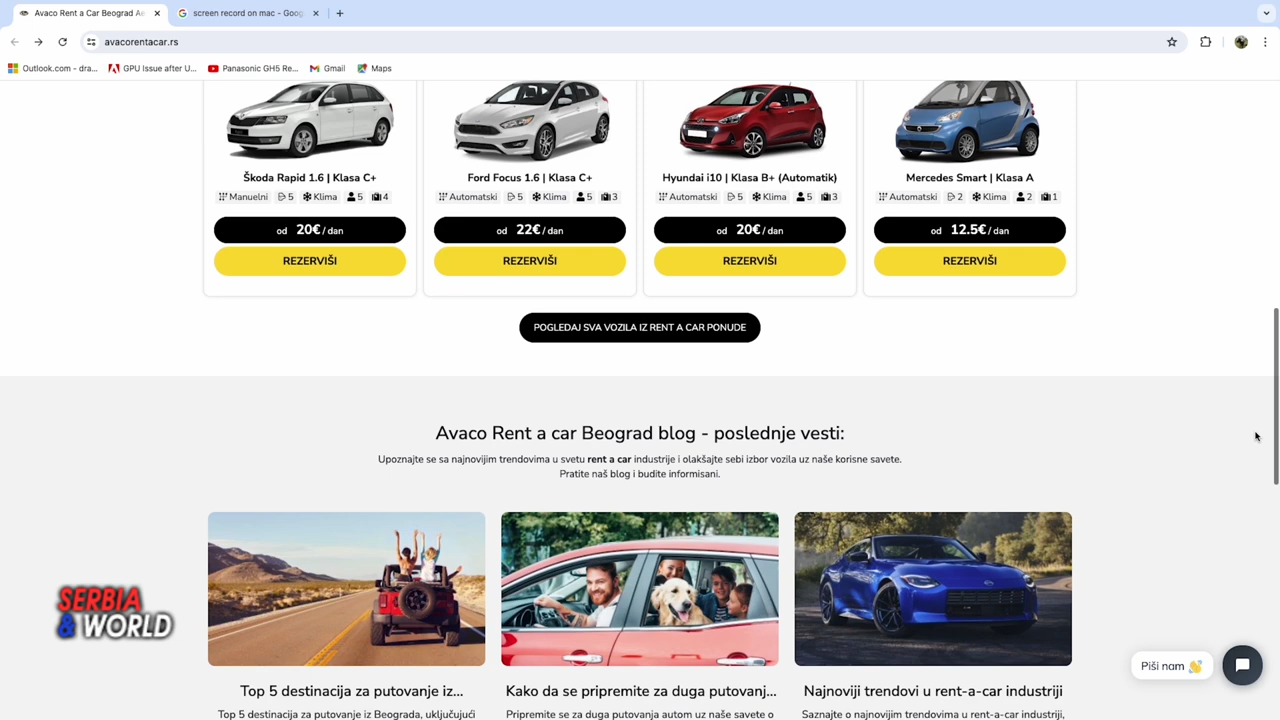 Avaco Rent a Car Beograd Ae
screen record on mac - Goog
avacorentacar.rs
Outlook.com - dra...
GPU Issue after U...
Panasonic GH5 Re...
Gmail
Maps
Škoda Rapid 1.6 | Klasa C+
Ford Focus 1.6 | Klasa C+
Hyundai i10 | Klasa B+ (Automatik)
Mercedes Smart | Klasa A
Manuelni 5 Klima 5 4
Automatski 5 Klima 5 3
Automatski 5 Klima 5 3
Automatski 2 Klima 2 1
od 20€ / dan
od 22€ / dan
od 20€ / dan
od 12.5€ / dan
REZERVIŠI
REZERVIŠI
REZERVIŠI
REZERVIŠI
POGLEDAJ SVA VOZILA IZ RENT A CAR PONUDE
Avaco Rent a car Beograd blog - poslednje vesti:
Upoznajte se sa najnovijim trendovima u svetu rent a car industrije i olakšajte sebi izbor vozila uz naše korisne savete.
Pratite naš blog i budite informisani.
SERBIA
& WORLD
Piši nam 👋
Top 5 destinacija za putovanje iz...
Kako da se pripremite za duga putovanj...
Najnoviji trendovi u rent-a-car industriji
Top 5 destinacija za putovanje iz Beograda, uključujući
Pripremite se za duga putovanja autom uz naše savete o
Saznajte o najnovijim trendovima u rent-a-car industriji,